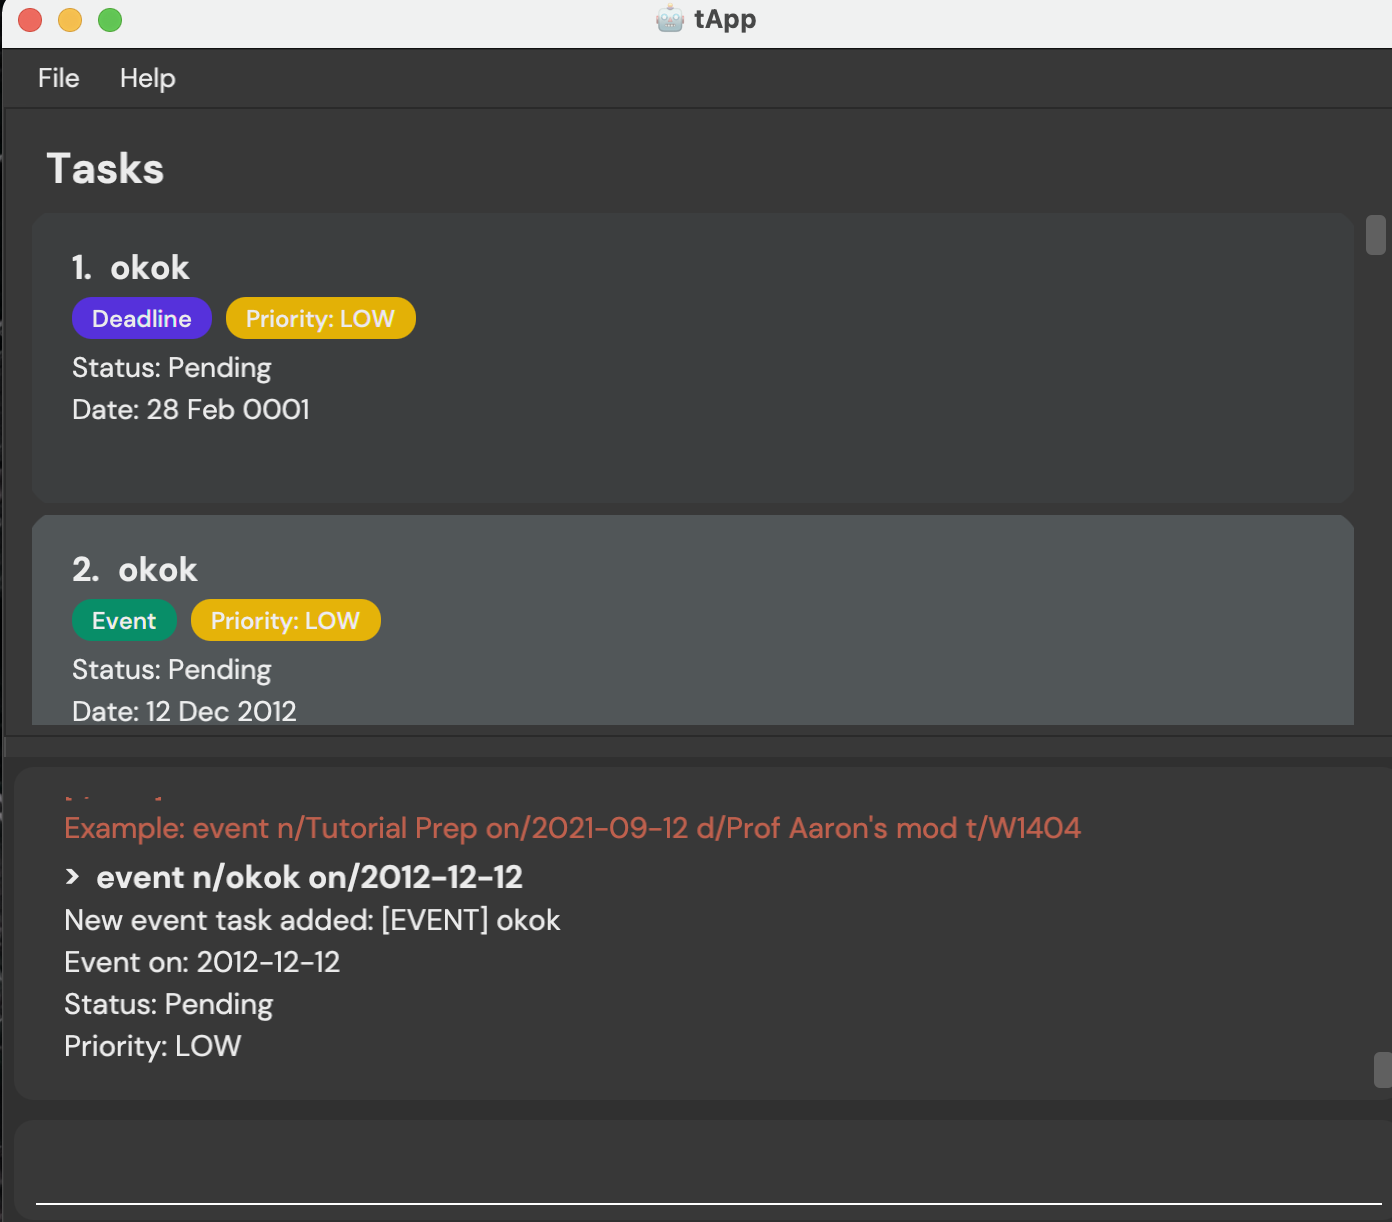 tApp
File Help
Tasks
1. okok
Deadline Priority: LOW
Status: Pending
Date: 28 Feb 0001
2. okok
Event Priority: LOW
Status: Pending
Date: 12 Dec 2012
Example: event n/Tutorial Prep on/2021-09-12 d/Prof Aaron's mod t/W1404
> event n/okok on/2012-12-12
New event task added: [EVENT] okok
Event on: 2012-12-12
Status: Pending
Priority: LOW